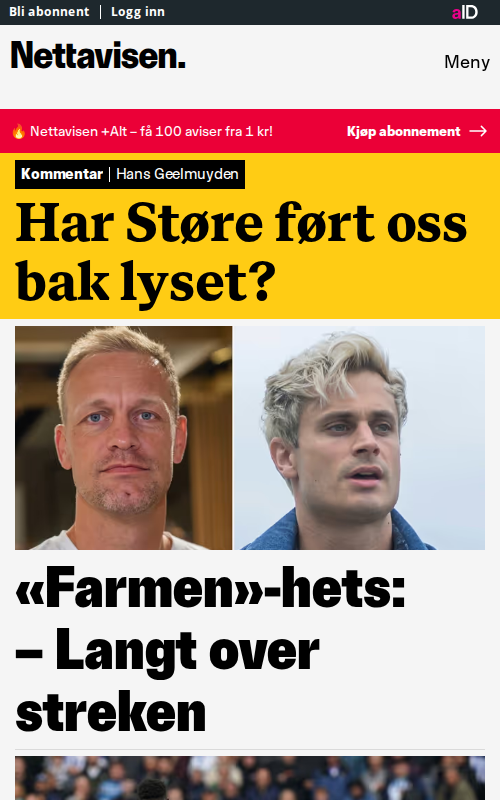 Bli abonnent | Logg inn
aID
Nettavisen.
Meny
🔥 Nettavisen +Alt – få 100 aviser fra 1 kr!
Kjøp abonnement →
Kommentar | Hans Geelmuyden
Har Støre ført oss
bak lyset?
«Farmen»-hets:
– Langt over
streken